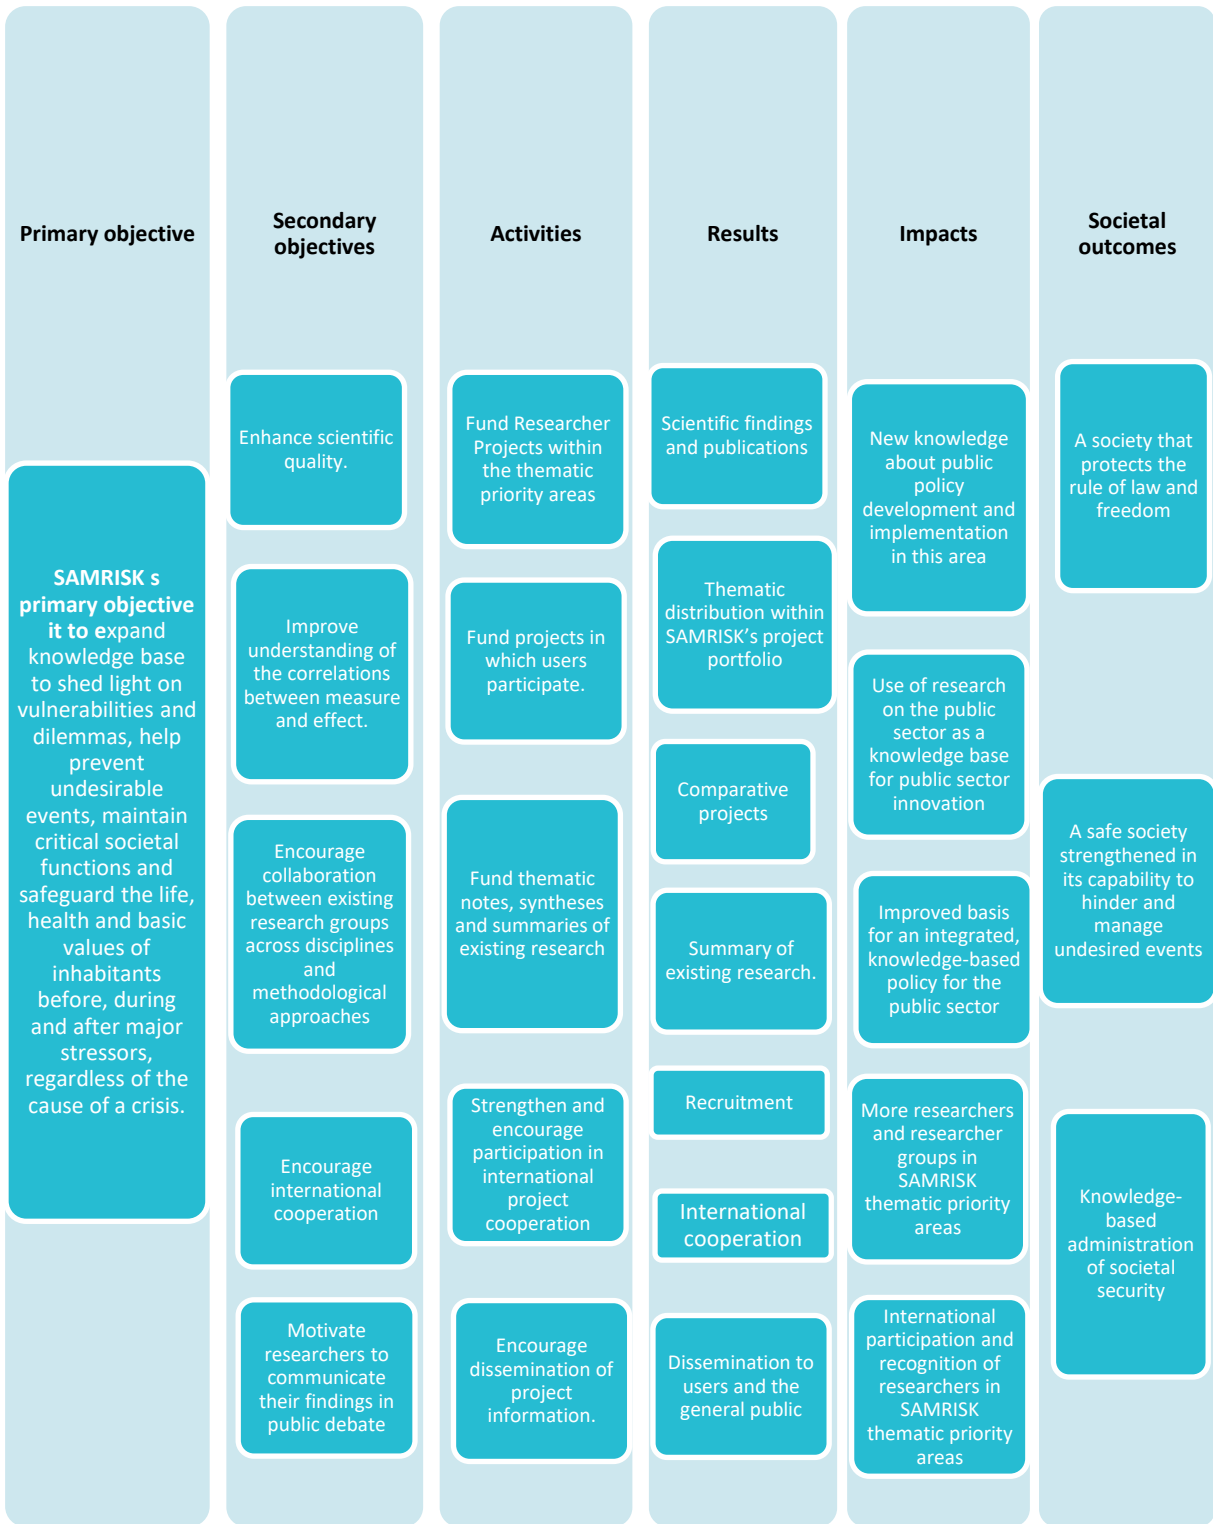 Primary objective
SAMRISK s
primary objective
it to expand
knowledge base
to shed light on
vulnerabilities and
dilemmas, help
prevent
undesirable
events, maintain
critical societal
functions and
safeguard the life,
health and basic
values of
inhabitants
before, during
and after major
stressors,
regardless of the
cause of a crisis.
Secondary
objectives
Enhance scientific
quality.
Improve
understanding of
the correlations
between measure
and effect.
Encourage
collaboration
between existing
research groups
across disciplines
and
methodological
approaches
Encourage
international
cooperation
Motivate
researchers to
communicate
their findings in
public debate
Activities
Fund Researcher
Projects within
the thematic
priority areas
Fund projects in
which users
participate.
Fund thematic
notes, syntheses
and summaries of
existing research
Strengthen and
encourage
participation in
international
project
cooperation
Encourage
dissemination of
project
information.
Results
Scientific findings
and publications
Thematic
distribution within
SAMRISK’s project
portfolio
Comparative
projects
Summary of
existing research.
Recruitment
International
cooperation
Dissemination to
users and the
general public
Impacts
New knowledge
about public
policy
development and
implementation
in this area
Use of research
on the public
sector as a
knowledge base
for public sector
innovation
Improved basis
for an integrated,
knowledge-based
policy for the
public sector
More researchers
and researcher
groups in
SAMRISK
thematic priority
areas
International
participation and
recognition of
researchers in
SAMRISK
thematic priority
areas
Societal
outcomes
A society that
protects the
rule of law and
freedom
A safe society
strengthened in
its capability to
hinder and
manage
undesired events
Knowledge-
based
administration
of societal
security